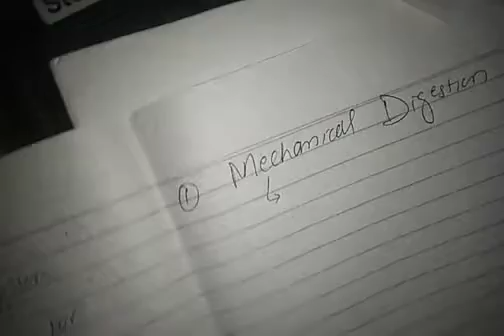 ① Mechanical Digestion
↳